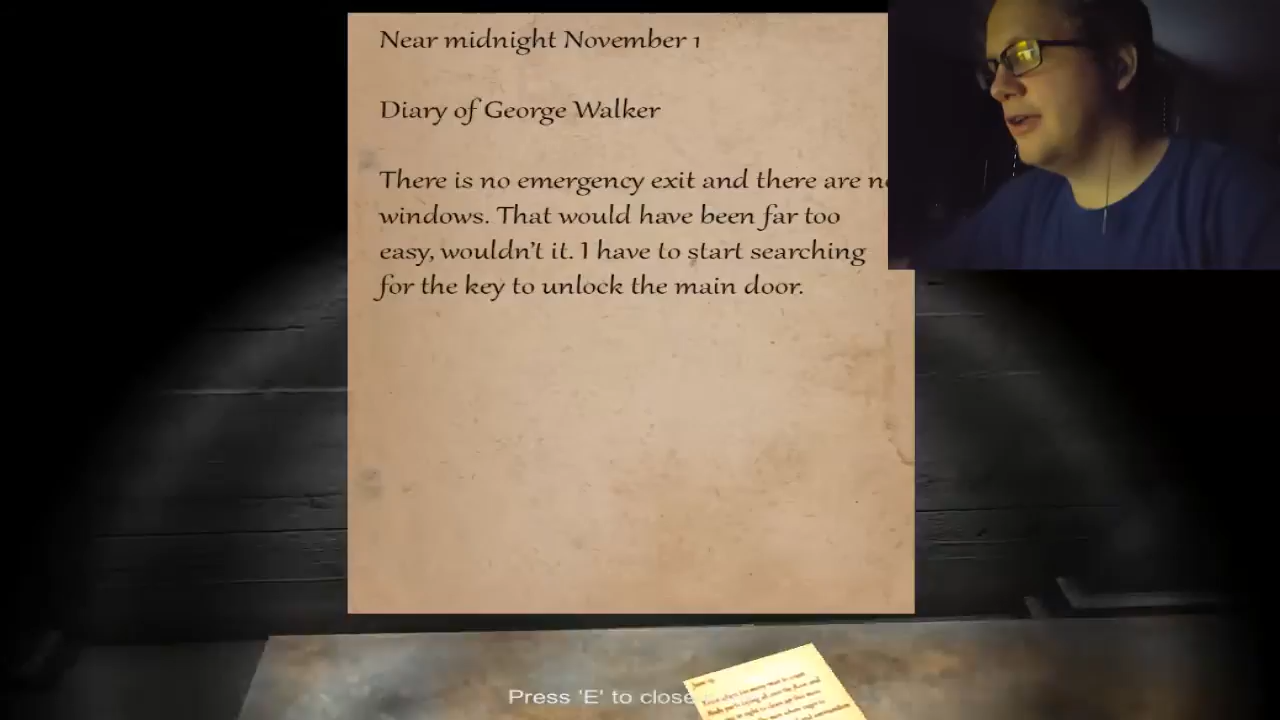 Near midnight November 1
Diary of George Walker
There is no emergency exit and there are
windows. That would have been far too
easy, wouldn't it. I have to start searching
for the key to unlock the main door.
Press 'E' to close